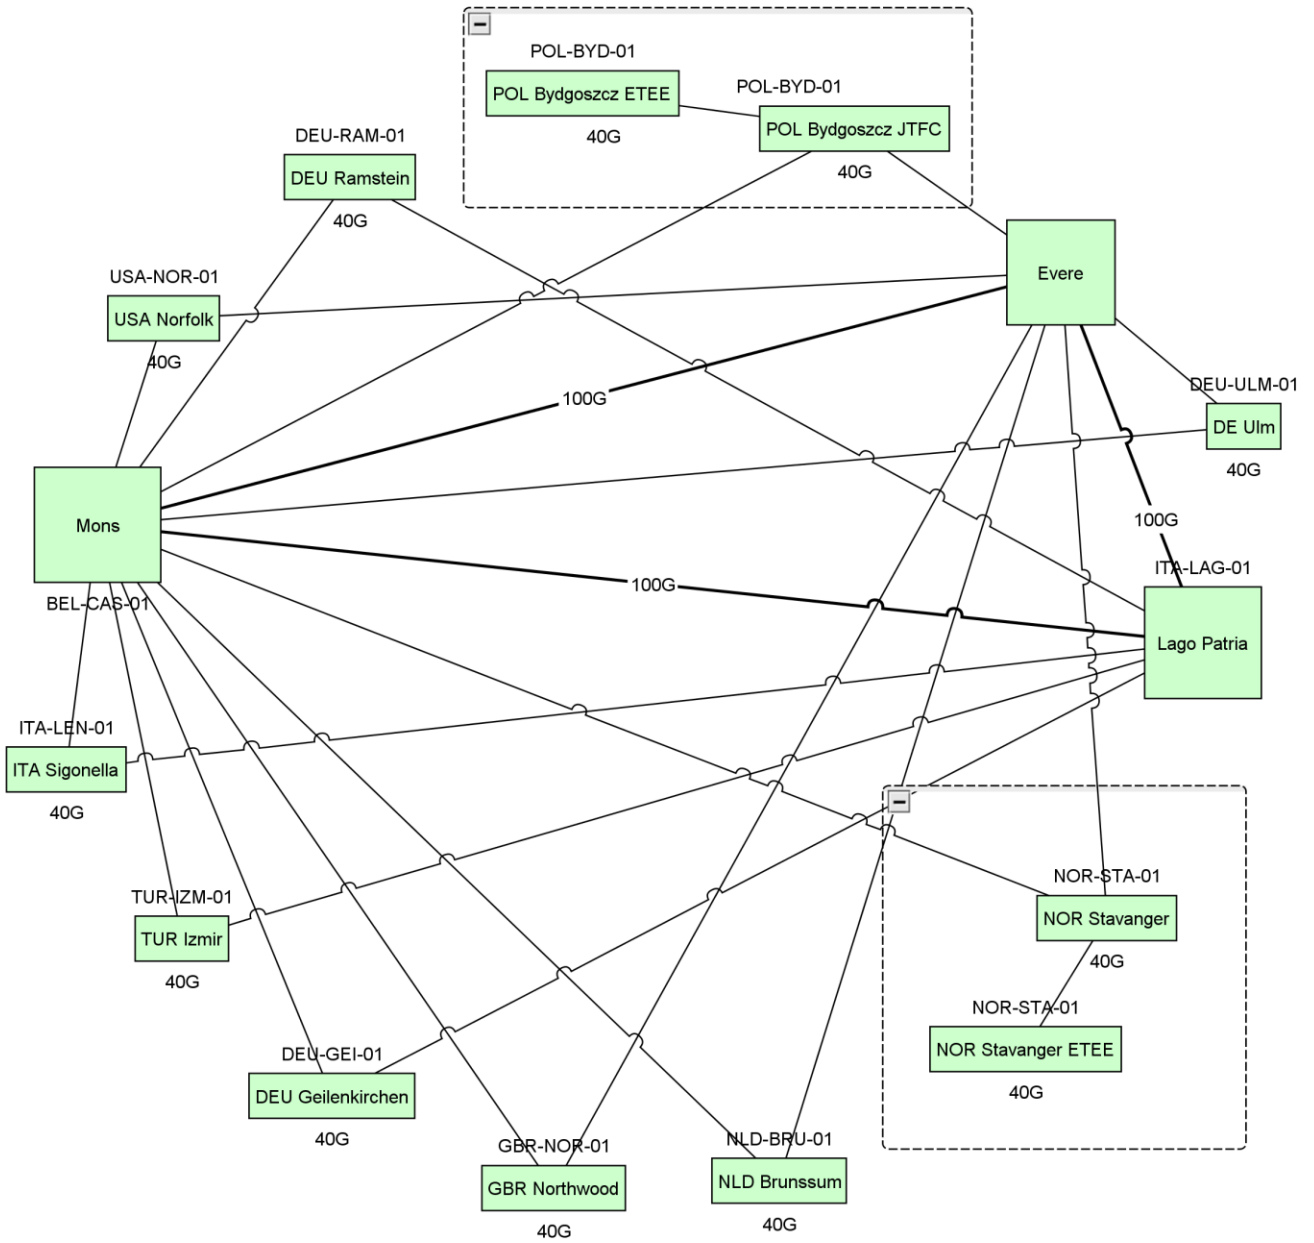 POL-BYD-01
POL Bydgoszcz ETEE
40G
POL-BYD-01
POL Bydgoszcz JTFC
40G
DEU-RAM-01
DEU Ramstein
40G
USA-NOR-01
USA Norfolk
40G
Evere
DEU-ULM-01
DE Ulm
40G
100G
Mons
BEL-CAS-01
100G
100G
ITA-LAG-01
Lago Patria
ITA-LEN-01
ITA Sigonella
40G
TUR-IZM-01
TUR Izmir
40G
NOR-STA-01
NOR Stavanger
40G
NOR-STA-01
NOR Stavanger ETEE
40G
DEU-GEI-01
DEU Geilenkirchen
40G
GBR-NOR-01
GBR Northwood
40G
NLD-BRU-01
NLD Brunssum
40G